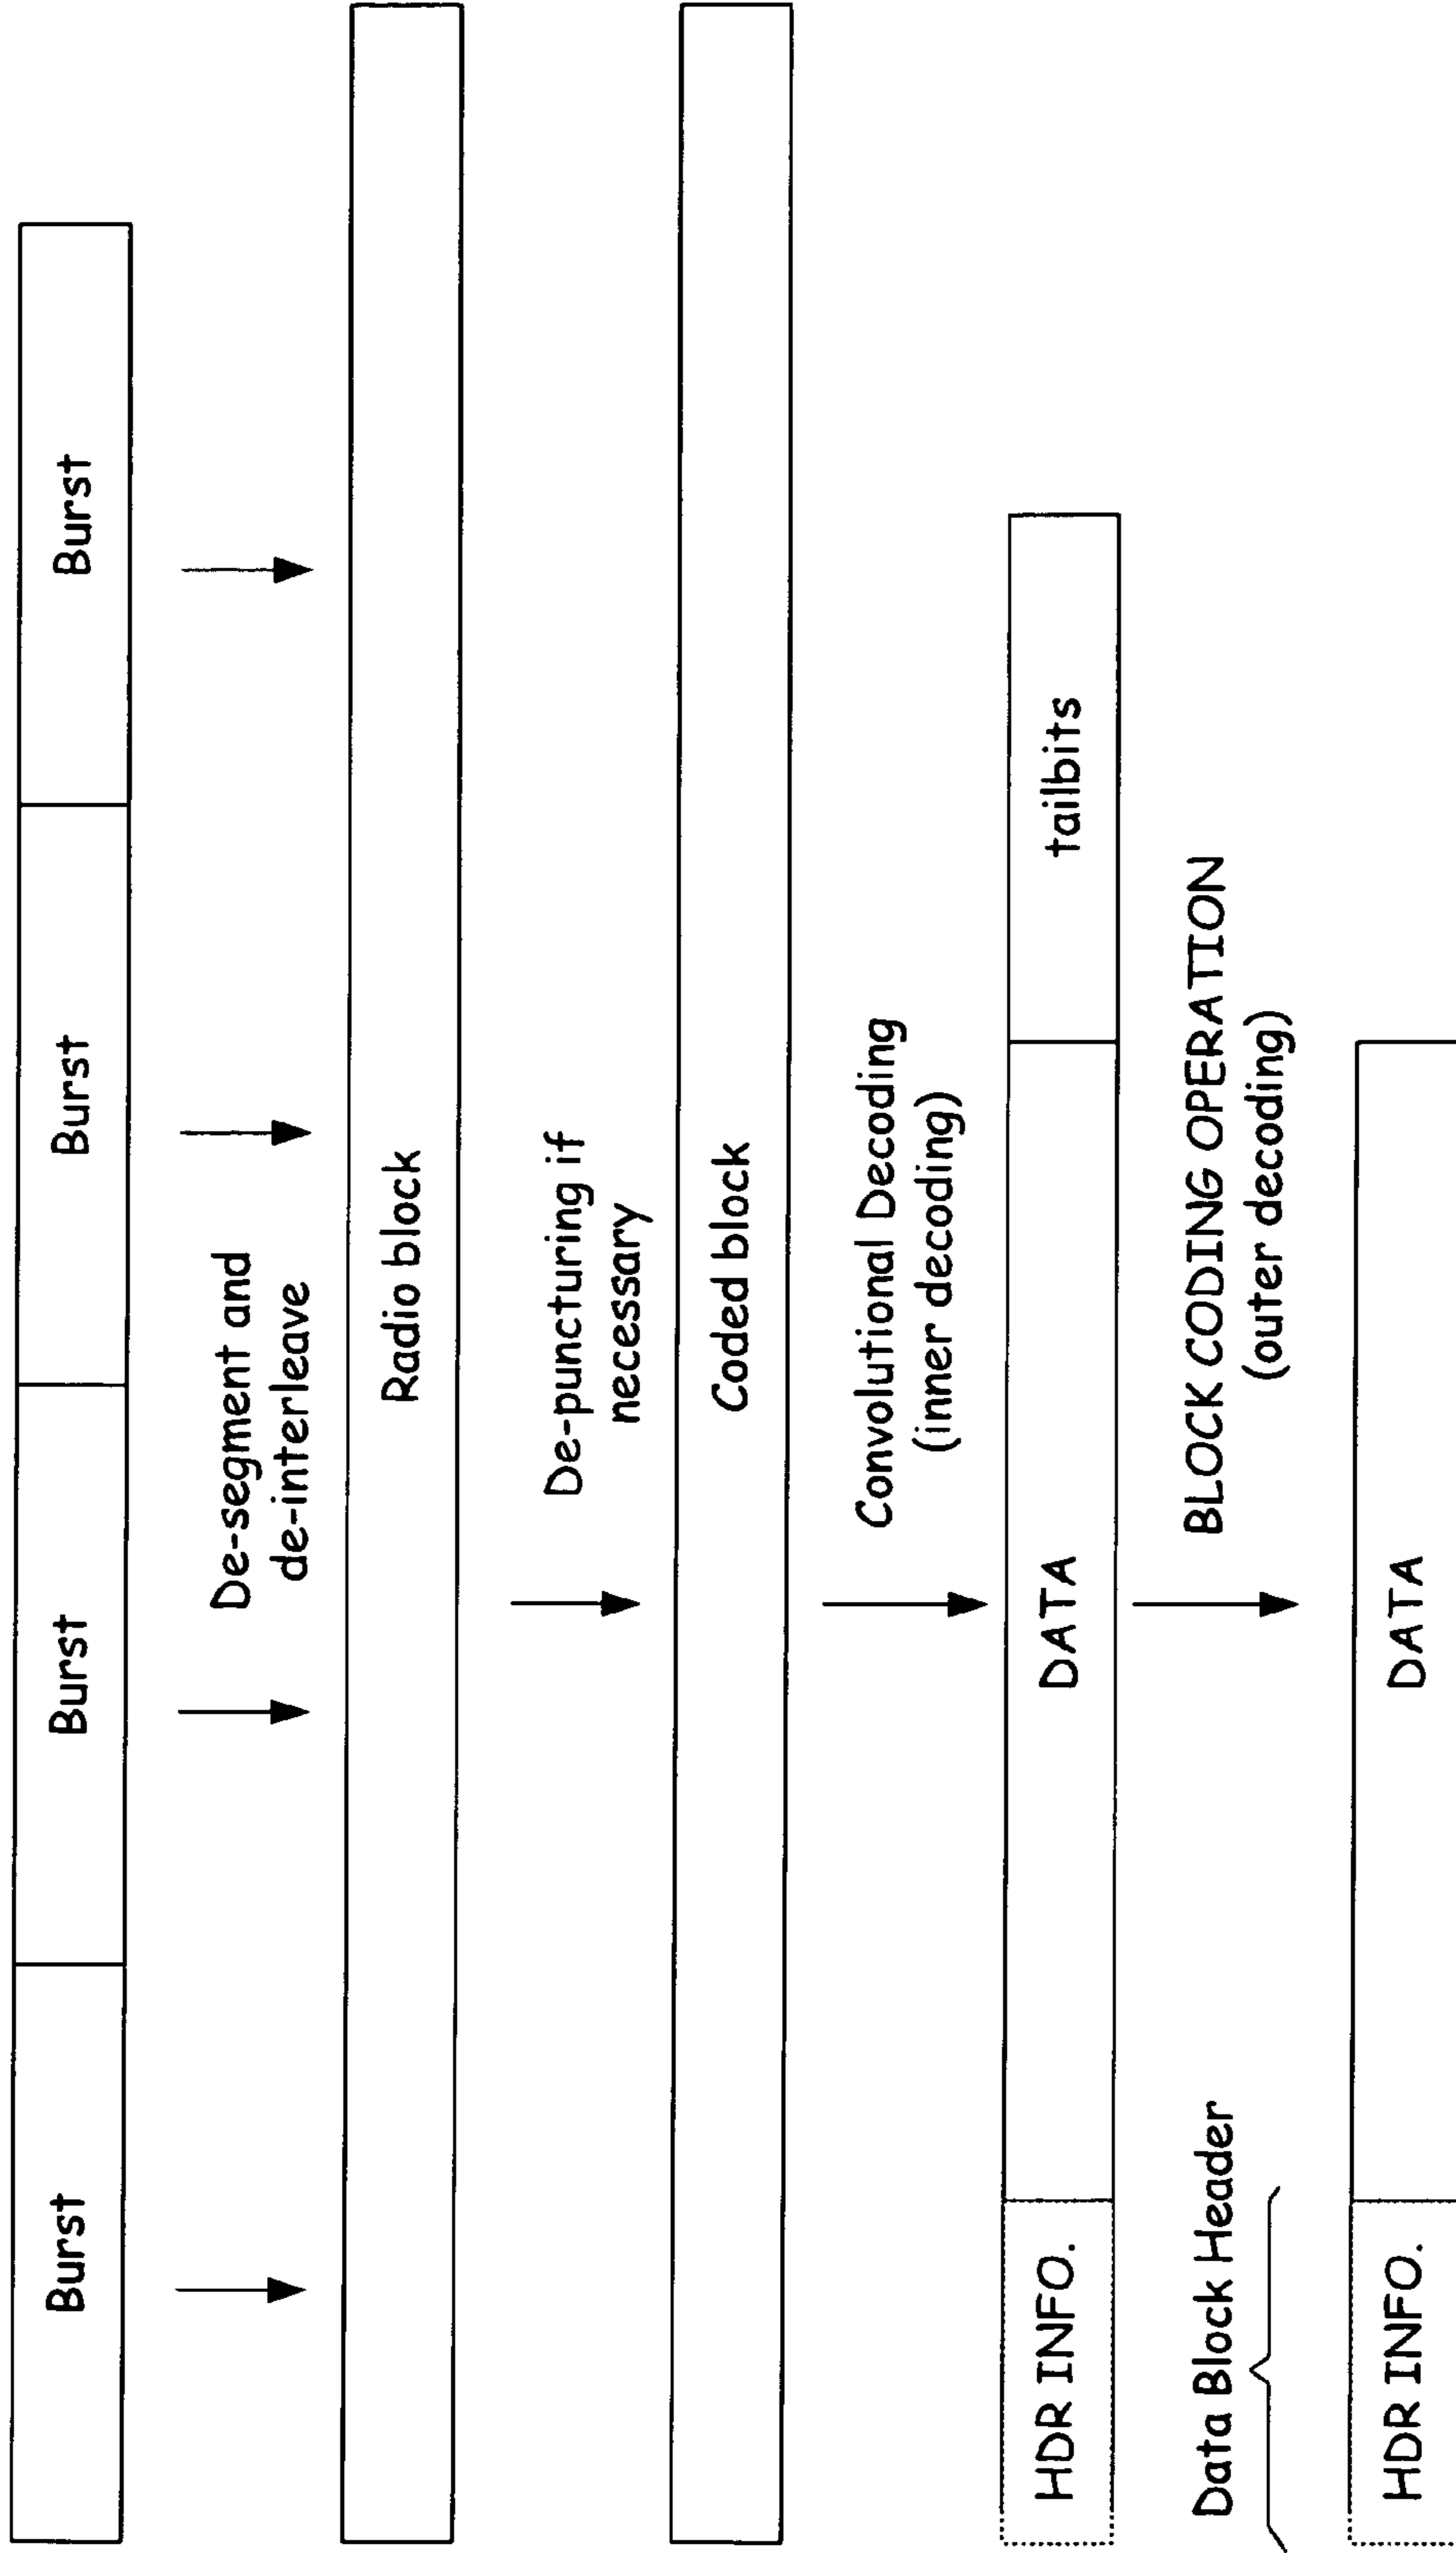 Burst
Burst
Burst
Burst
De-segment and
de-interleave
Radio block
De-puncturing if
necessary
Coded block
Convolutional Decoding
(inner decoding)
HDR INFO.
DATA
tailbits
Data Block Header
BLOCK CODING OPERATION
(outer decoding)
HDR INFO.
DATA